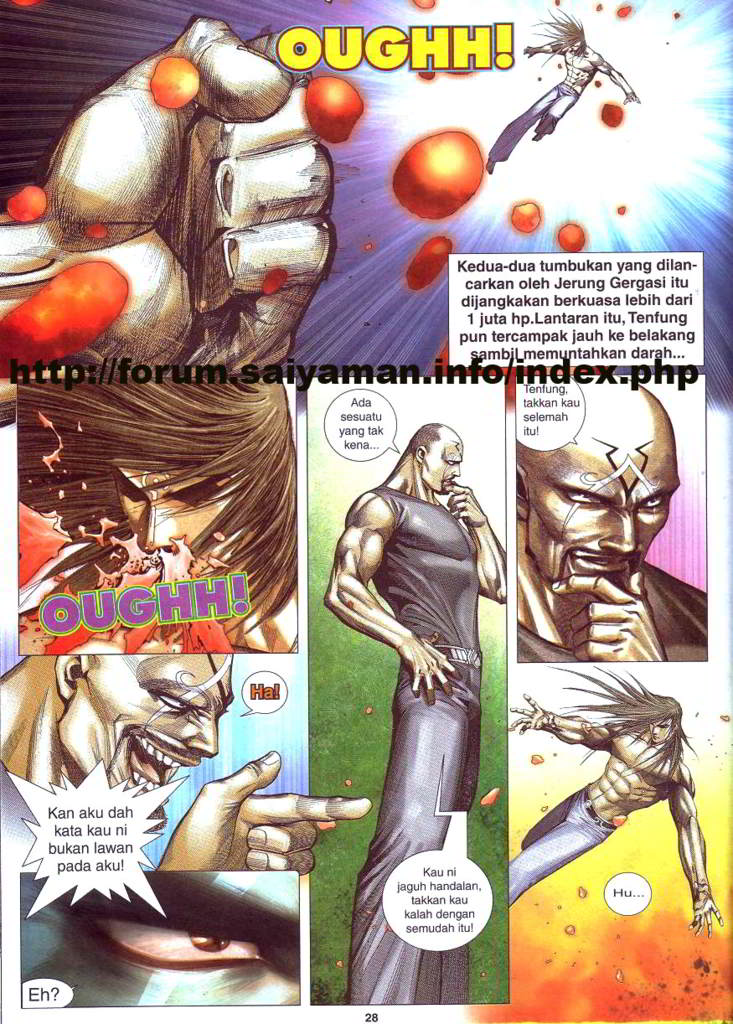 OUGHH!
Kedua-dua tumbukan yang dilan-
carkan oleh Jerung Gergasi itu
dijangkakan berkuasa lebih dari
1 juta hp.Lantaran itu,Tenfung
pun tercampak jauh ke belakang
sambil memuntahkan darah...
http://forum.saiyaman.info/index.php
OUGHH!
Ada
sesuatu
yang tak
kena...
Tenfung,
takkan kau
selemah
itu!
Ha!
Kan aku dah
kata kau ni
bukan lawan
pada aku!
Kau ni
jaguh handalan,
takkan kau
kalah dengan
semudah itu!
Hu...
Eh?
28